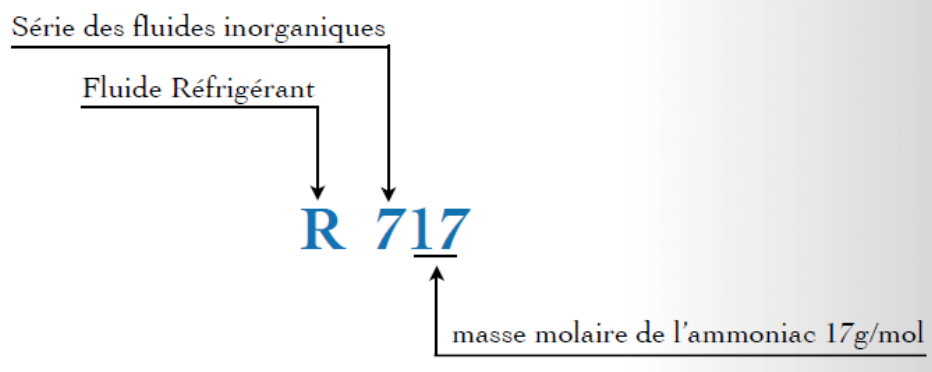 Série des fluides inorganiques
Fluide Réfrigérant
R 717
masse molaire de l'ammoniac 17g/mol